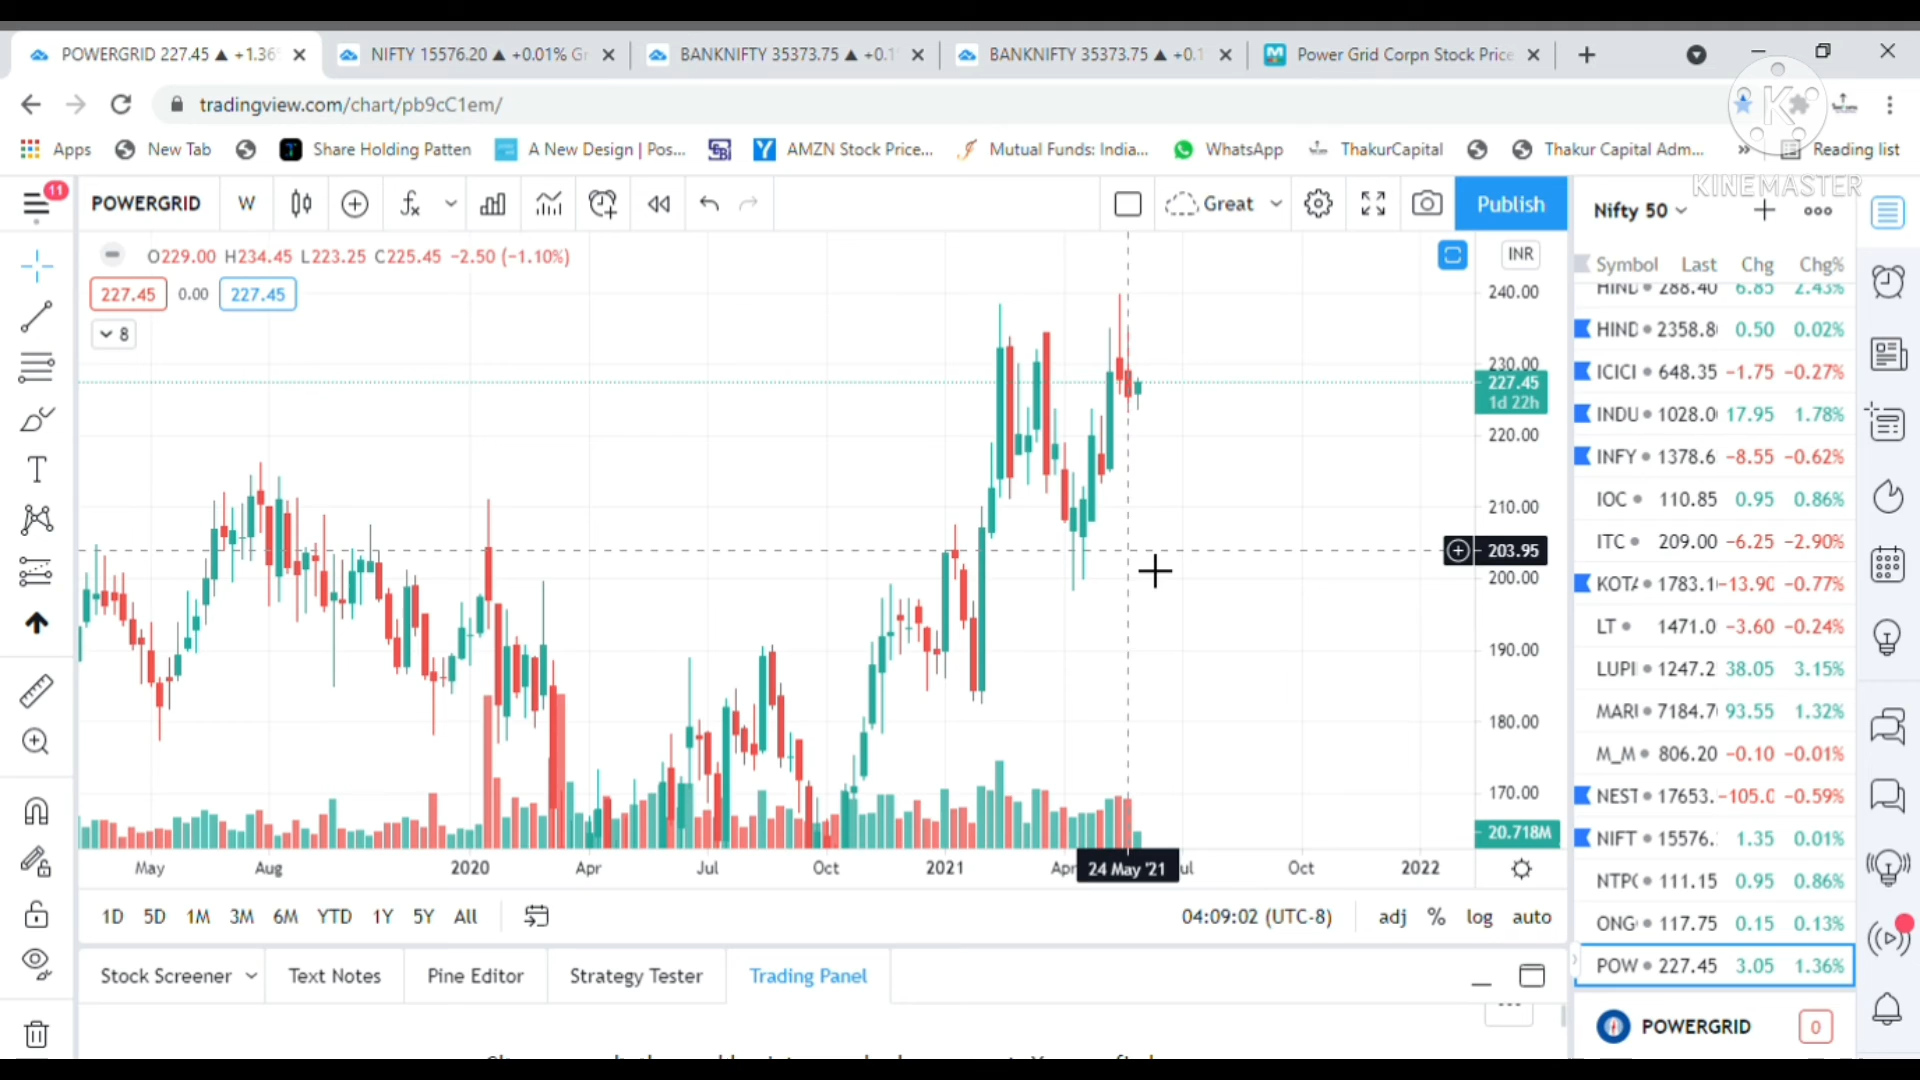 POWERGRID 227.45 ▲ +1.36
NIFTY 15576.20 ▲ +0.01% Gr
BANKNIFTY 35373.75 ▲ +0.1
BANKNIFTY 35373.75 ▲ +0.1
Power Grid Corpn Stock Price
tradingview.com/chart/pb9cC1em/
Apps
New Tab
Share Holding Patten
A New Design | Pos...
AMZN Stock Price...
Mutual Funds: India...
WhatsApp
ThakurCapital
Thakur Capital Adm...
»
Reading list
K
KINEMASTER
11
POWERGRID
W
Great
Publish
Nifty 50
O229.00 H234.45 L223.25 C225.45 −2.50 (−1.10%)
227.45 0.00 227.45
8
INR
240.00
230.00
227.45
1d 22h
220.00
210.00
203.95
200.00
190.00
180.00
170.00
20.718M
May Aug 2020 Apr Jul Oct 2021 Apr 24 May '21 ul Oct 2022
1D 5D 1M 3M 6M YTD 1Y 5Y All
04:09:02 (UTC-8)
adj % log auto
Stock Screener
Text Notes
Pine Editor
Strategy Tester
Trading Panel
Symbol Last Chg Chg%
HIND 288.40 6.85 2.43%
HIND 2358.8 0.50 0.02%
ICICI 648.35 −1.75 −0.27%
INDU 1028.0 17.95 1.78%
INFY 1378.6 −8.55 −0.62%
IOC 110.85 0.95 0.86%
ITC 209.00 −6.25 −2.90%
KOTA 1783.1 −13.90 −0.77%
LT 1471.0 −3.60 −0.24%
LUPI 1247.2 38.05 3.15%
MARI 7184.7 93.55 1.32%
M_M 806.20 −0.10 −0.01%
NEST 17653. −105.0 −0.59%
NIFT 15576. 1.35 0.01%
NTPC 111.15 0.95 0.86%
ONG 117.75 0.15 0.13%
POW 227.45 3.05 1.36%
POWERGRID
0